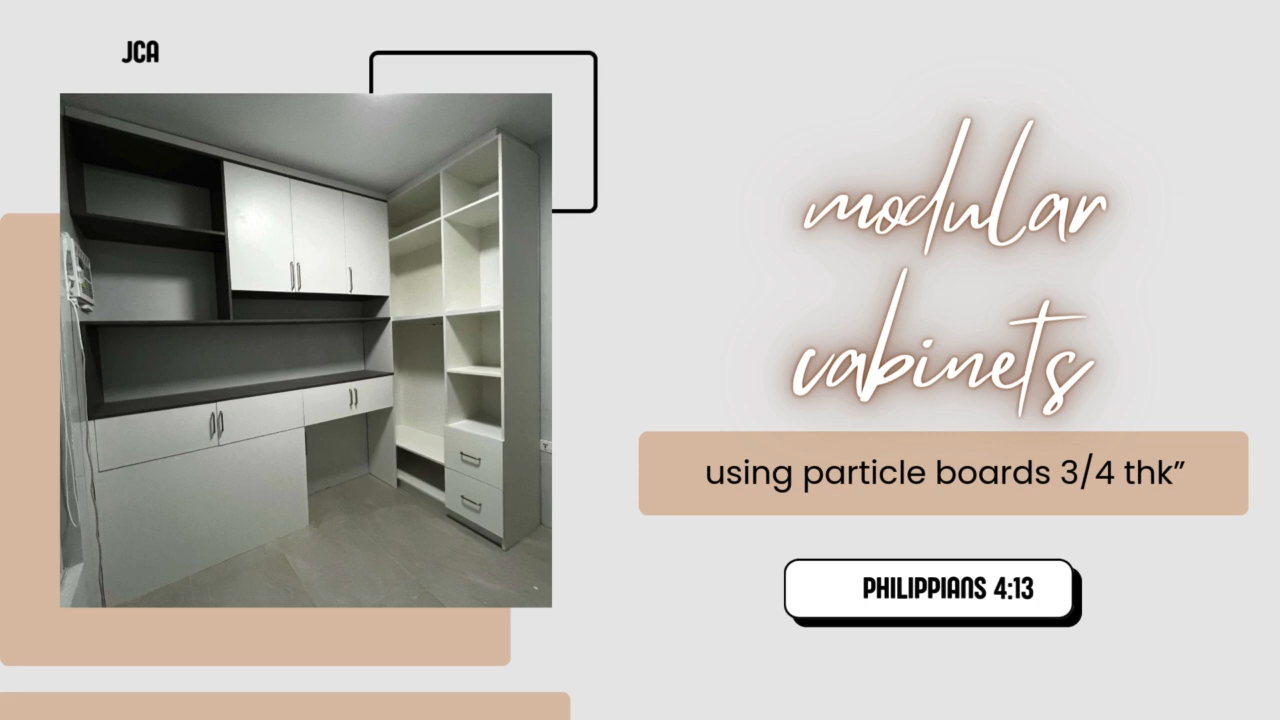 JCA
modular
cabinets
using particle boards 3/4 thk”
PHILIPPIANS 4:13